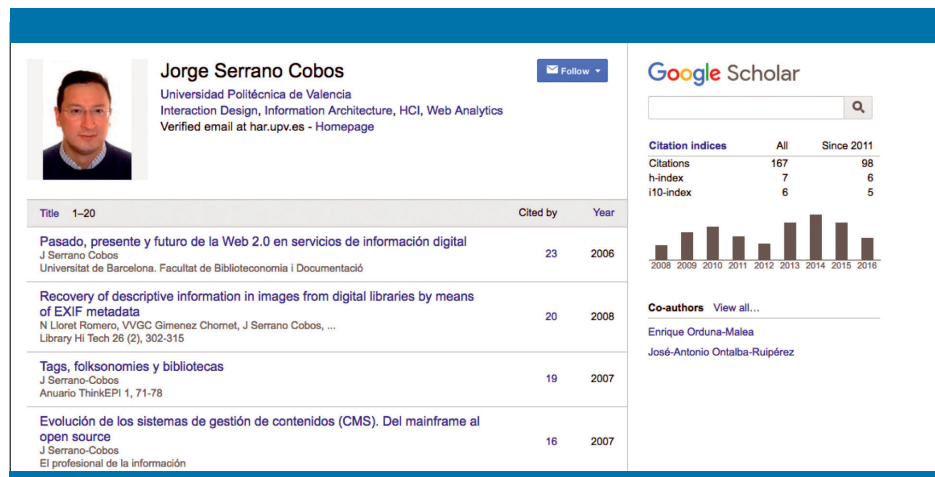 Jorge Serrano Cobos
Universidad Politécnica de Valencia
Interaction Design, Information Architecture, HCI, Web Analytics
Verified email at har.upv.es - Homepage
Follow
Title 1–20 Cited by Year
Pasado, presente y futuro de la Web 2.0 en servicios de información digital 23 2006
J Serrano Cobos
Universitat de Barcelona. Facultat de Biblioteconomia i Documentació
Recovery of descriptive information in images from digital libraries by means
of EXIF metadata 20 2008
N Lloret Romero, VVGC Gimenez Chornet, J Serrano Cobos, ...
Library Hi Tech 26 (2), 302-315
Tags, folksonomies y bibliotecas 19 2007
J Serrano-Cobos
Anuario ThinkEPI 1, 71-78
Evolución de los sistemas de gestión de contenidos (CMS). Del mainframe al
open source 16 2007
J Serrano-Cobos
El profesional de la información
Google Scholar
Citation indices All Since 2011
Citations 167 98
h-index 7 6
i10-index 6 5
2008 2009 2010 2011 2012 2013 2014 2015 2016
Co-authors View all...
Enrique Orduna-Malea
José-Antonio Ontalba-Ruipérez